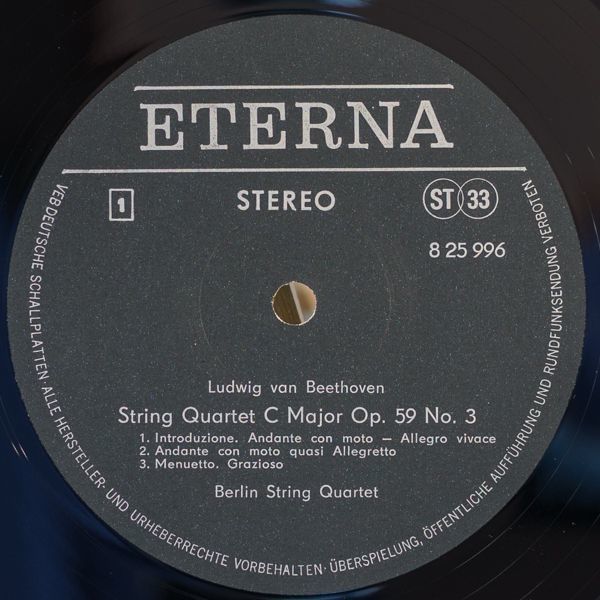 ETERNA
1
STEREO
ST 33
8 25 996
Ludwig van Beethoven
String Quartet C Major Op. 59 No. 3
1. Introduzione. Andante con moto – Allegro vivace
2. Andante con moto quasi Allegretto
3. Menuetto. Grazioso
Berlin String Quartet
VEB DEUTSCHE SCHALLPLATTEN · ALLE HERSTELLER- UND URHEBERRECHTE VORBEHALTEN · ÜBERSPIELUNG, ÖFFENTLICHE AUFFÜHRUNG UND RUNDFUNKSENDUNG VERBOTEN